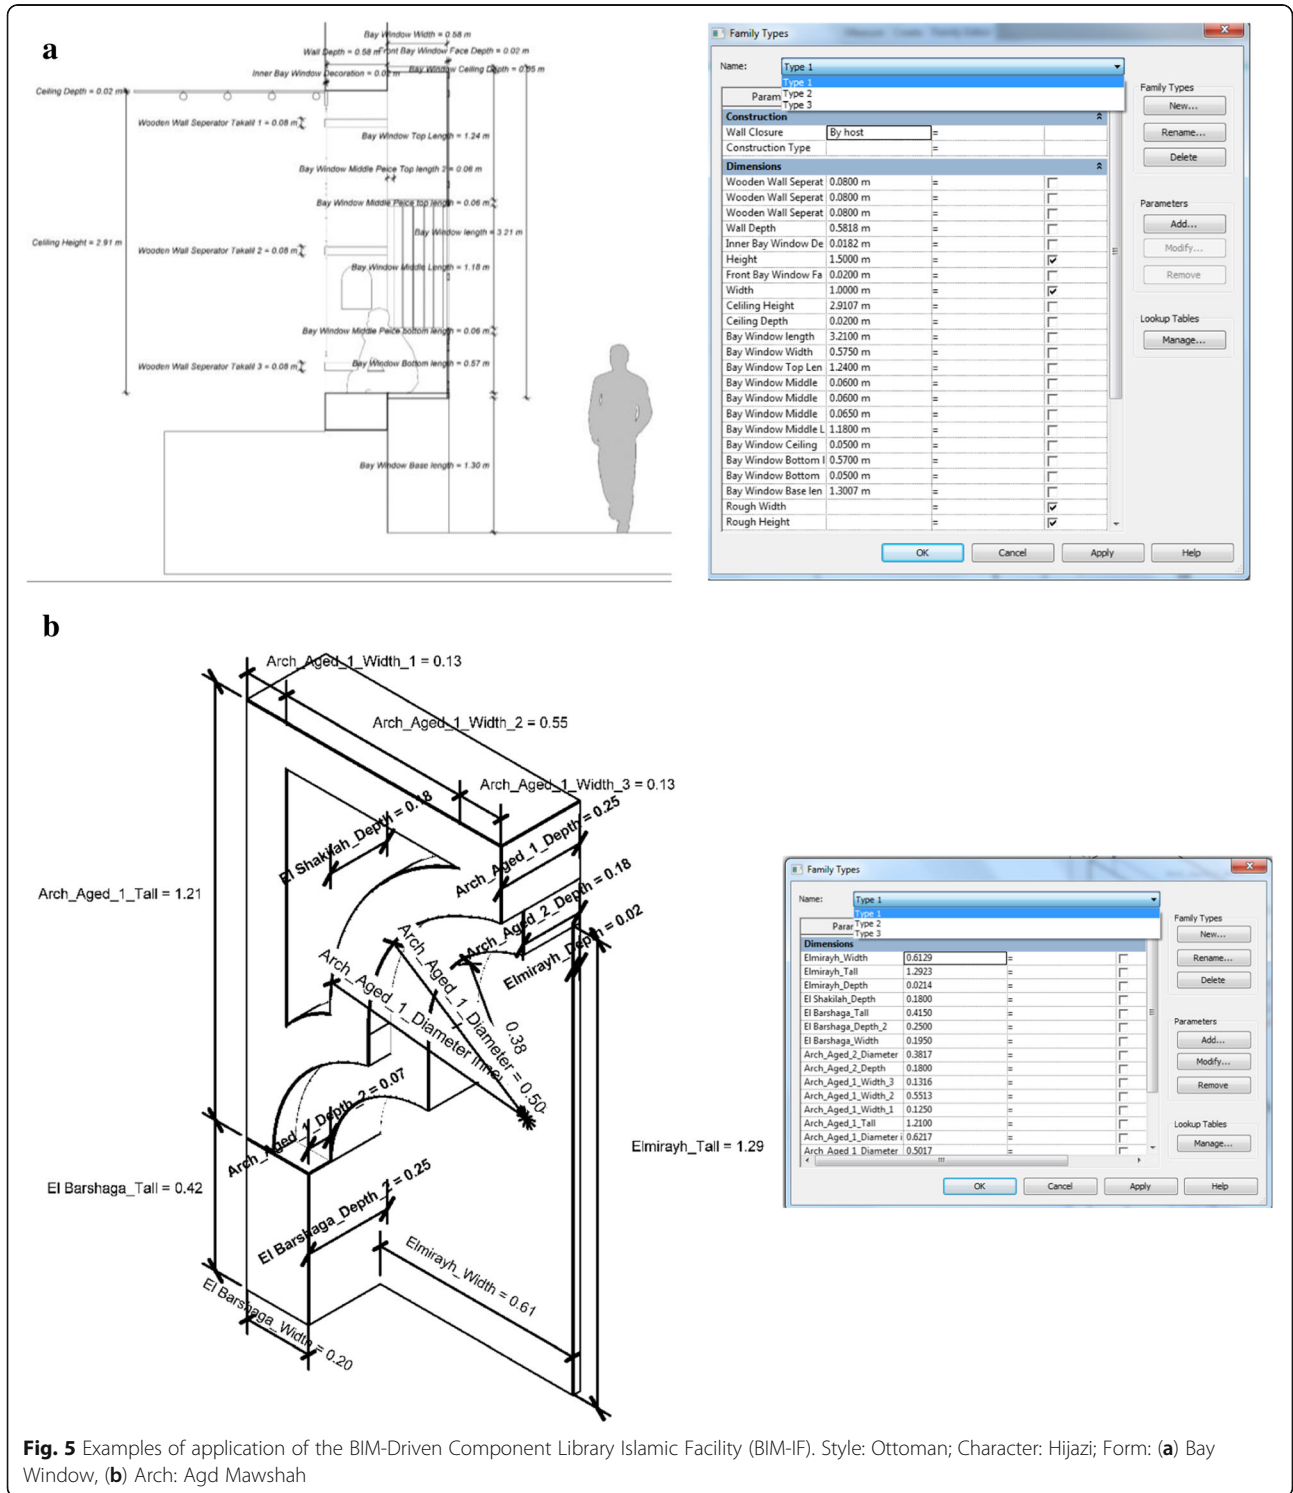 a
Bay Window Width = 0.58 m
Wall Depth = 0.58 m
Front Bay Window Face Depth = 0.02 m
Inner Bay Window Decoration = 0.02 m
Bay Window Ceiling Depth = 0.05 m
Ceiling Depth = 0.02 m
Wooden Wall Seperator Takalil 1 = 0.08 m
Bay Window Top Length = 1.24 m
Bay Window Middle Peice Top length 2 = 0.06 m
Bay Window Middle Peice top length = 0.06 m
Bay Window length = 3.21 m
Celiling Height = 2.91 m
Wooden Wall Seperator Takalil 2 = 0.08 m
Bay Window Middle Length = 1.18 m
Bay Window Middle Peice bottom length = 0.06 m
Wooden Wall Seperator Takalil 3 = 0.08 m
Bay Window Bottom length = 0.57 m
Bay Window Base length = 1.30 m
Family Types
Name:
Type 1
Type 1
Type 2
Type 3
Param
Construction
Wall Closure By host =
Construction Type =
Dimensions
Wooden Wall Seperat 0.0800 m =
Wooden Wall Seperat 0.0800 m =
Wooden Wall Seperat 0.0800 m =
Wall Depth 0.5818 m =
Inner Bay Window De 0.0182 m =
Height 1.5000 m =
Front Bay Window Fa 0.0200 m =
Width 1.0000 m =
Celiling Height 2.9107 m =
Ceiling Depth 0.0200 m =
Bay Window length 3.2100 m =
Bay Window Width 0.5750 m =
Bay Window Top Len 1.2400 m =
Bay Window Middle 0.0600 m =
Bay Window Middle 0.0600 m =
Bay Window Middle 0.0650 m =
Bay Window Middle L 1.1800 m =
Bay Window Ceiling 0.0500 m =
Bay Window Bottom l 0.5700 m =
Bay Window Bottom 0.0500 m =
Bay Window Base len 1.3007 m =
Rough Width =
Rough Height =
Family Types
New...
Rename...
Delete
Parameters
Add...
Modify...
Remove
Lookup Tables
Manage...
OK Cancel Apply Help
b
Arch_Aged_1_Width_1 = 0.13
Arch_Aged_1_Width_2 = 0.55
Arch_Aged_1_Width_3 = 0.13
El Shakilah_Depth = 0.18
Arch_Aged_1_Depth = 0.25
Arch_Aged_2_Depth = 0.18
Elmirayh_Depth = 0.02
Arch_Aged_1_Tall = 1.21
Arch_Aged_1_Diameter = 0.50
Arch_Aged_1_Diameter inne
0.38
Arch_Aged_1_Depth_2 = 0.07
El Barshaga_Tall = 0.42
El Barshaga_Depth_2 = 0.25
Elmirayh_Width = 0.61
Elmirayh_Tall = 1.29
El Barshaga_Width = 0.20
Family Types
Name:
Type 1
Type 1
Type 2
Type 3
Parar
Dimensions
Elmirayh_Width 0.6129 =
Elmirayh_Tall 1.2923 =
Elmirayh_Depth 0.0214 =
El Shakilah_Depth 0.1800 =
El Barshaga_Tall 0.4150 =
El Barshaga_Depth_2 0.2500 =
El Barshaga_Width 0.1950 =
Arch_Aged_2_Diameter 0.3817 =
Arch_Aged_2_Depth 0.1800 =
Arch_Aged_1_Width_3 0.1316 =
Arch_Aged_1_Width_2 0.5513 =
Arch_Aged_1_Width_1 0.1250 =
Arch_Aged_1_Tall 1.2100 =
Arch_Aged_1_Diameter i 0.6217 =
Arch_Aged_1_Diameter 0.5017 =
Family Types
New...
Rename...
Delete
Parameters
Add...
Modify...
Remove
Lookup Tables
Manage...
OK Cancel Apply Help
Fig. 5 Examples of application of the BIM-Driven Component Library Islamic Facility (BIM-IF). Style: Ottoman; Character: Hijazi; Form: (a) Bay
Window, (b) Arch: Agd Mawshah